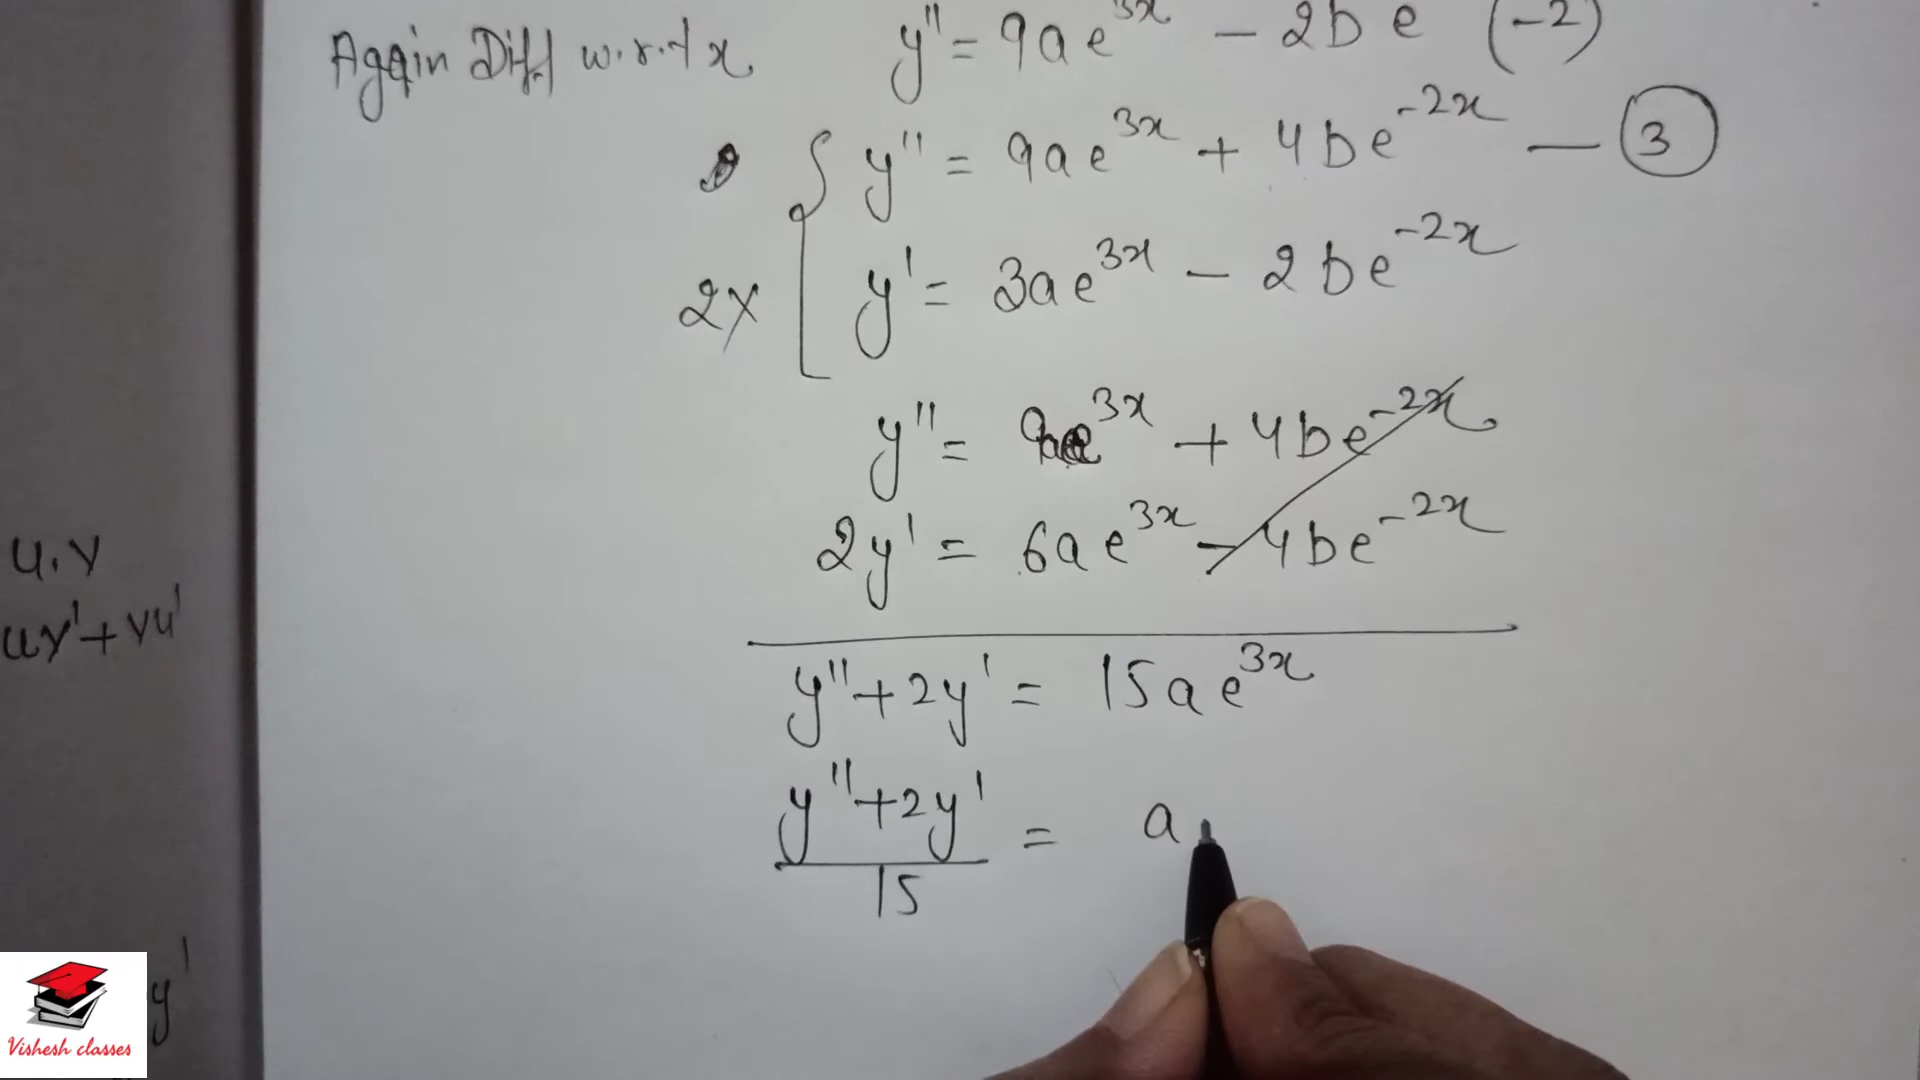 Again Diff w.r.t x y'' = 9ae^3x - 2be (-2)
y'' = 9ae^3x + 4be^-2x — 3
2x y' = 3ae^3x - 2be^-2x
y'' = 9ae^3x + 4be^-2x
2y' = 6ae^3x - 4be^-2x
y'' + 2y' = 15ae^3x
y'' + 2y' / 15 = a
u.v
uv' + vu'
y'
Vishesh classes